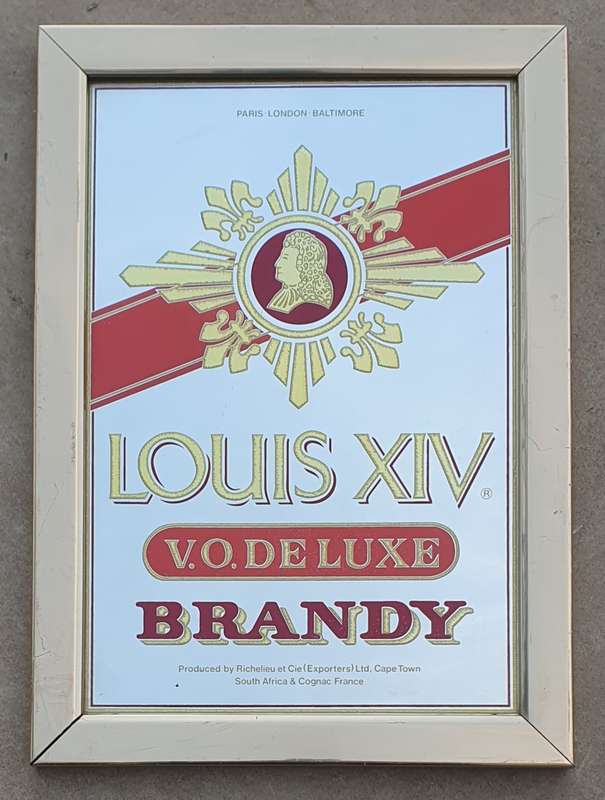 PARIS · LONDON · BALTIMORE
LOUIS XIV ®
V.O. DE LUXE
BRANDY
Produced by Richelieu et Cie (Exporters) Ltd, Cape Town
South Africa & Cognac France